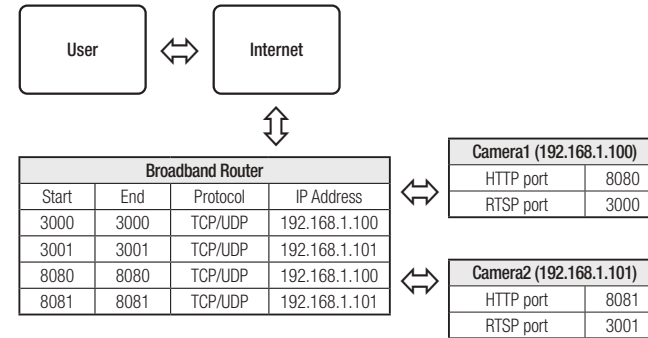 User
Internet
Broadband Router
Start End Protocol IP Address
3000 3000 TCP/UDP 192.168.1.100
3001 3001 TCP/UDP 192.168.1.101
8080 8080 TCP/UDP 192.168.1.100
8081 8081 TCP/UDP 192.168.1.101
Camera1 (192.168.1.100)
HTTP port 8080
RTSP port 3000
Camera2 (192.168.1.101)
HTTP port 8081
RTSP port 3001